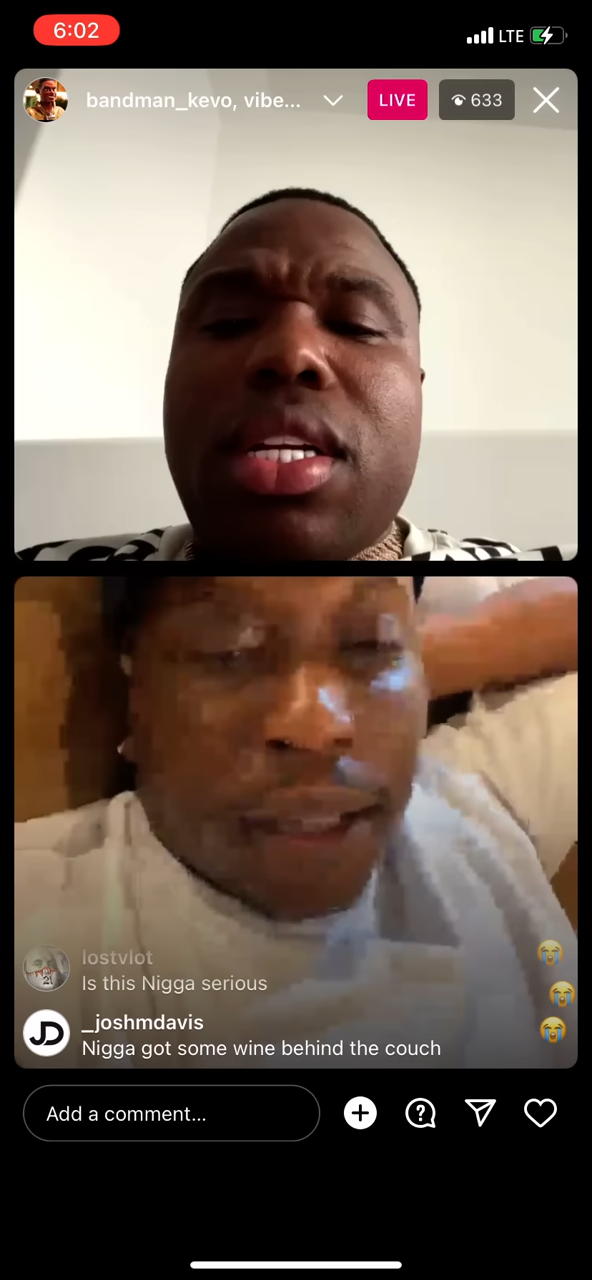 6:02
LTE
bandman_kevo, vibe...
LIVE
633
lostvlot
Is this Nigga serious
JD
_joshmdavis
Nigga got some wine behind the couch
Add a comment...